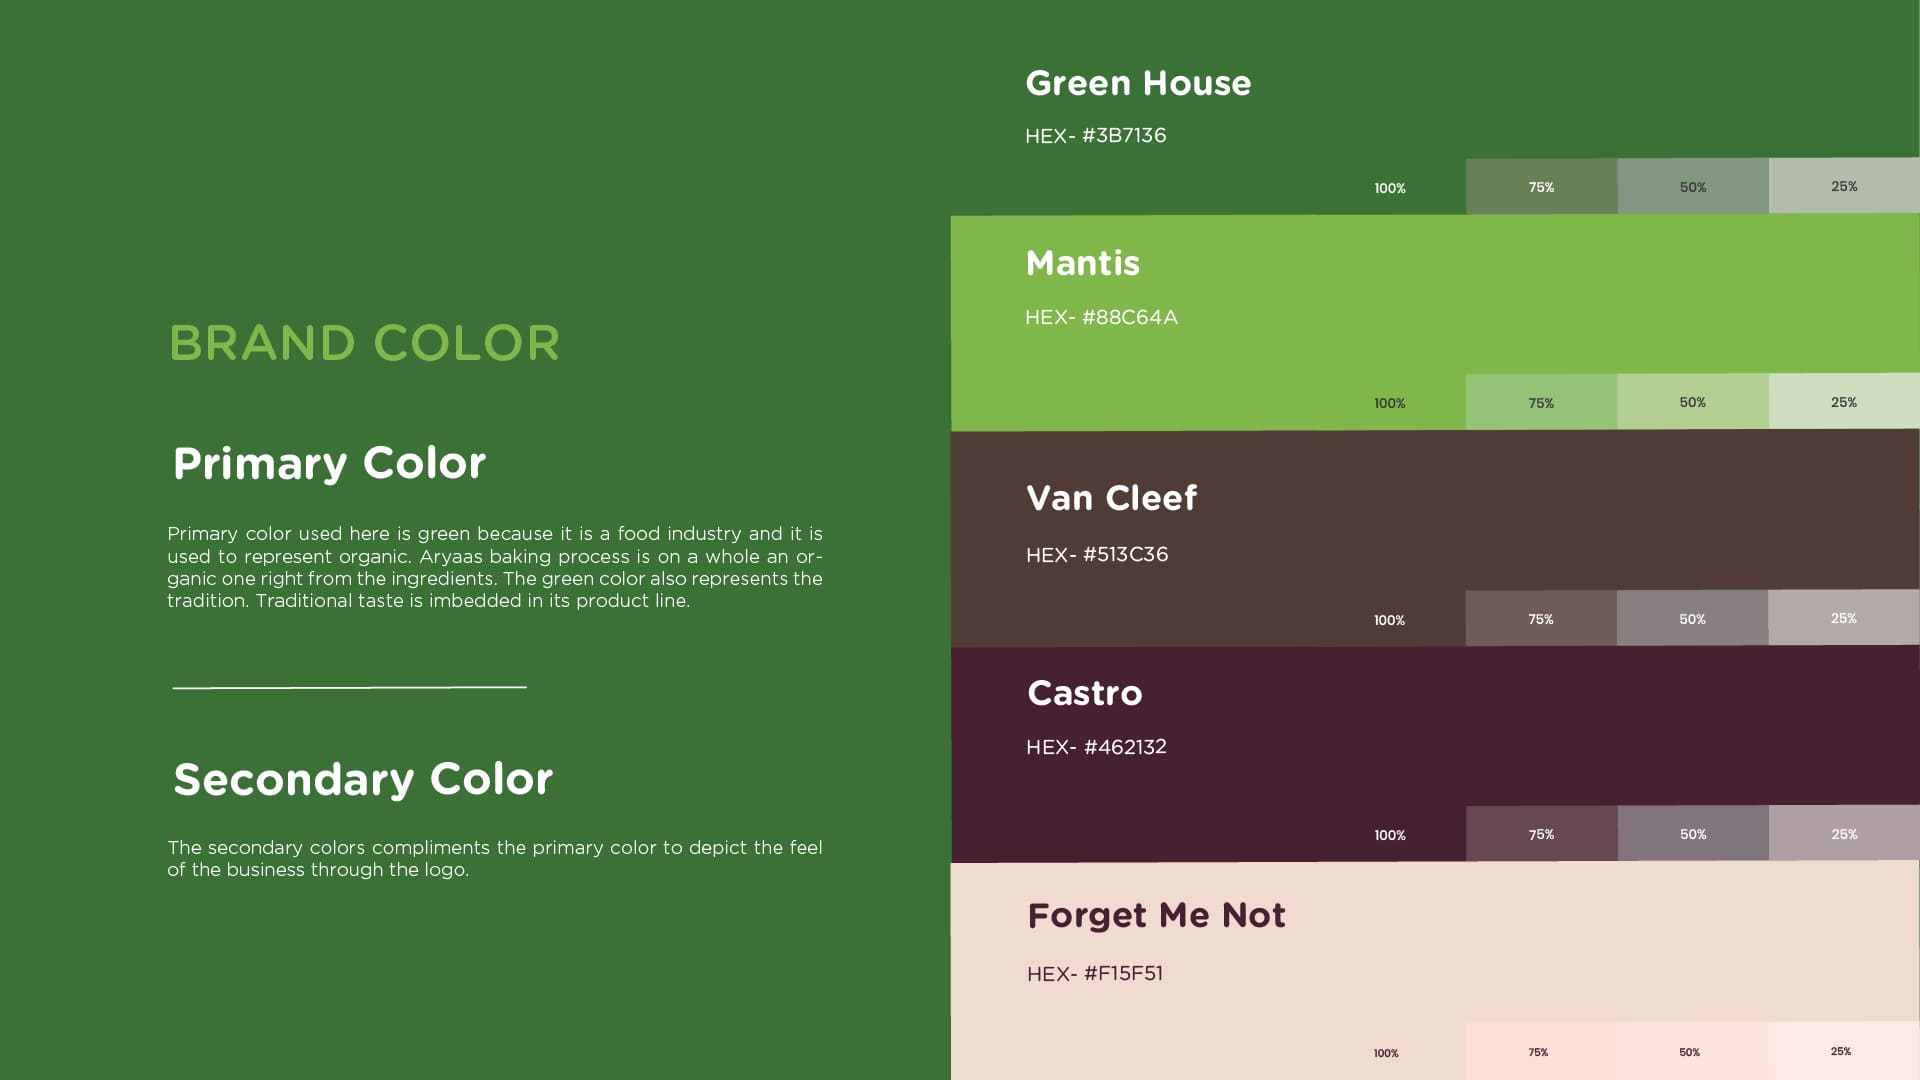 BRAND COLOR
Primary Color
Primary color used here is green because it is a food industry and it is
used to represent organic. Aryaas baking process is on a whole an or-
ganic one right from the ingredients. The green color also represents the
tradition. Traditional taste is imbedded in its product line.
Secondary Color
The secondary colors compliments the primary color to depict the feel
of the business through the logo.
Green House
HEX- #3B7136
100% 75% 50% 25%
Mantis
HEX- #88C64A
100% 75% 50% 25%
Van Cleef
HEX- #513C36
100% 75% 50% 25%
Castro
HEX- #462132
100% 75% 50% 25%
Forget Me Not
HEX- #F15F51
100% 75% 50% 25%